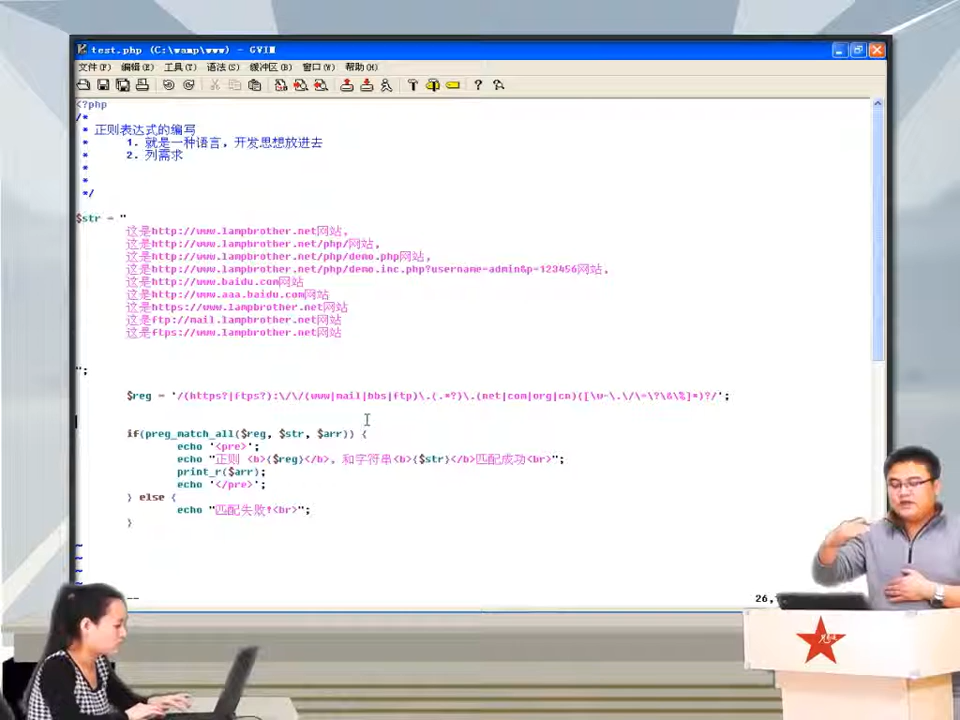 test.php (C:\wamp\www) - GVIM
文件(F) 编辑(E) 工具(T) 语法(S) 缓冲区(B) 窗口(W) 帮助(H)
<?php
/*
* 正则表达式的编写
* 1. 就是一种语言，开发思想放进去
* 2. 列需求
*
*
*/
$str = "
这是http://www.lampbrother.net网站，
这是http://www.lampbrother.net/php/网站，
这是http://www.lampbrother.net/php/demo.php网站，
这是http://www.lampbrother.net/php/demo.inc.php?username=admin&p=123456网站，
这是http://www.baidu.com网站
这是http://www.aaa.baidu.com网站
这是https://www.lampbrother.net网站
这是ftp://mail.lampbrother.net网站
这是ftps://www.lampbrother.net网站
";
$reg = '/(https?|ftps?):\/\/(www|mail|bbs|ftp)\.(.*?)\.(net|com|org|cn)([\w-\.\/\=\?\&\%]*)?/';
if(preg_match_all($reg, $str, $arr)) {
echo '<pre>';
echo "正则 <b>{$reg}</b>，和字符串<b>{$str}</b>匹配成功<br>";
print_r($arr);
echo '</pre>';
} else {
echo "匹配失败!<br>";
}
~
~
~
~
-- 26,